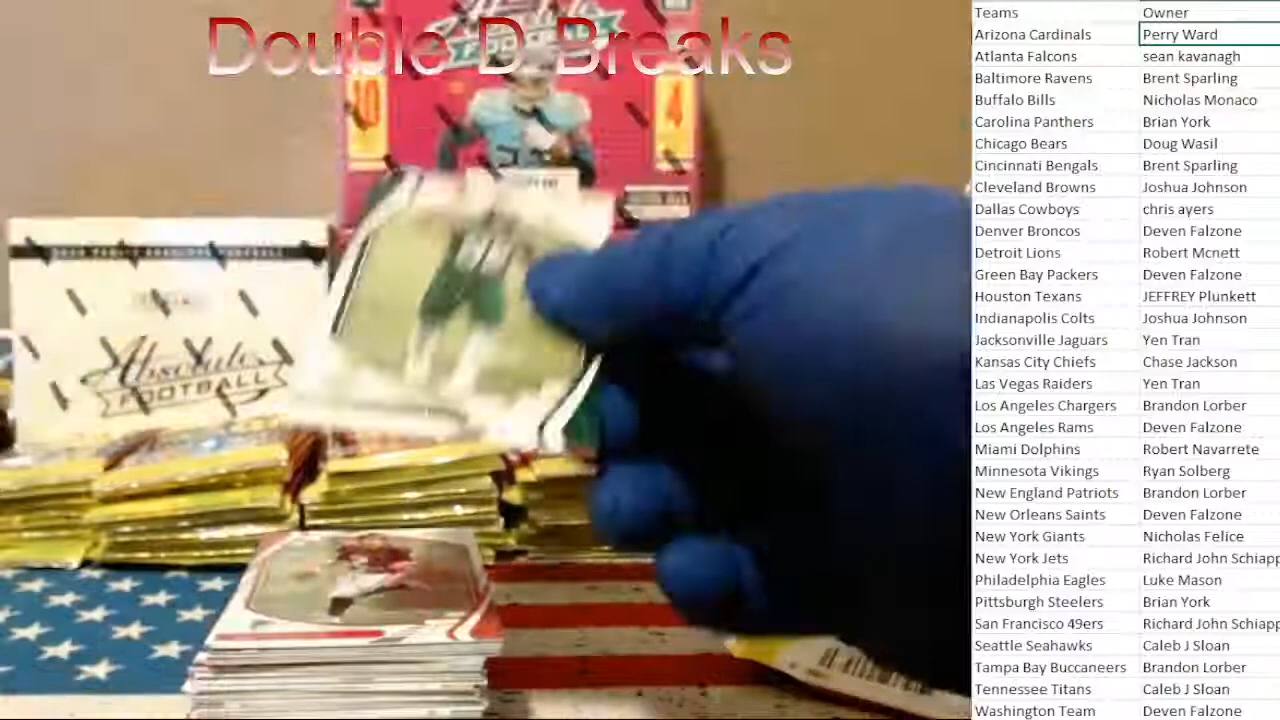 Double D Breaks
Absolute
FOOTBALL
10
4
Absolute
FOOTBALL
Teams Owner
Arizona Cardinals Perry Ward
Atlanta Falcons sean kavanagh
Baltimore Ravens Brent Sparling
Buffalo Bills Nicholas Monaco
Carolina Panthers Brian York
Chicago Bears Doug Wasil
Cincinnati Bengals Brent Sparling
Cleveland Browns Joshua Johnson
Dallas Cowboys chris ayers
Denver Broncos Deven Falzone
Detroit Lions Robert Mcnett
Green Bay Packers Deven Falzone
Houston Texans JEFFREY Plunkett
Indianapolis Colts Joshua Johnson
Jacksonville Jaguars Yen Tran
Kansas City Chiefs Chase Jackson
Las Vegas Raiders Yen Tran
Los Angeles Chargers Brandon Lorber
Los Angeles Rams Deven Falzone
Miami Dolphins Robert Navarrete
Minnesota Vikings Ryan Solberg
New England Patriots Brandon Lorber
New Orleans Saints Deven Falzone
New York Giants Nicholas Felice
New York Jets Richard John Schiapp
Philadelphia Eagles Luke Mason
Pittsburgh Steelers Brian York
San Francisco 49ers Richard John Schiapp
Seattle Seahawks Caleb J Sloan
Tampa Bay Buccaneers Brandon Lorber
Tennessee Titans Caleb J Sloan
Washington Team Deven Falzone